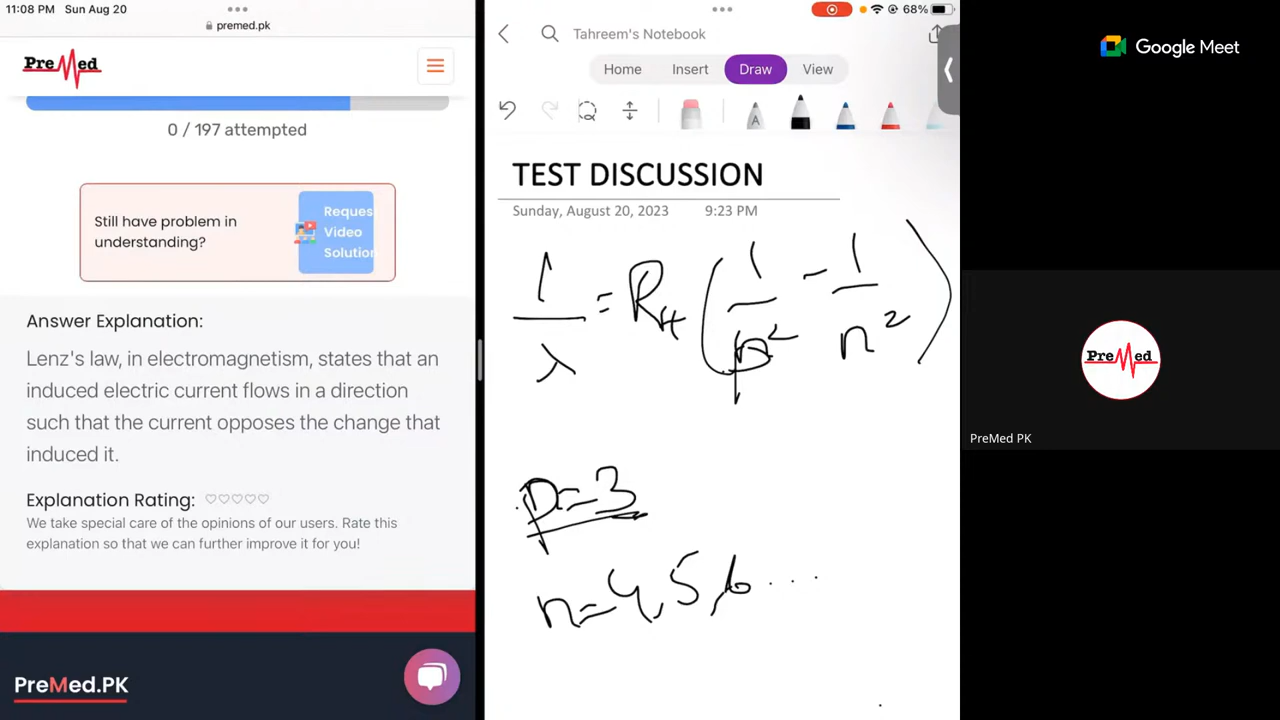 11:08 PM Sun Aug 20
premed.pk
PreMed
0 / 197 attempted
Still have problem in
understanding?
Reques
Video
Solution
Answer Explanation:
Lenz's law, in electromagnetism, states that an
induced electric current flows in a direction
such that the current opposes the change that
induced it.
Explanation Rating: ♡♡♡♡♡
We take special care of the opinions of our users. Rate this
explanation so that we can further improve it for you!
PreMed.PK
68%
Tahreem's Notebook
Home Insert Draw View
A
TEST DISCUSSION
Sunday, August 20, 2023 9:23 PM
1/λ = R_H (1/p² - 1/n²)
p=3
n=4,5,6...
Google Meet
PreMed
PreMed PK